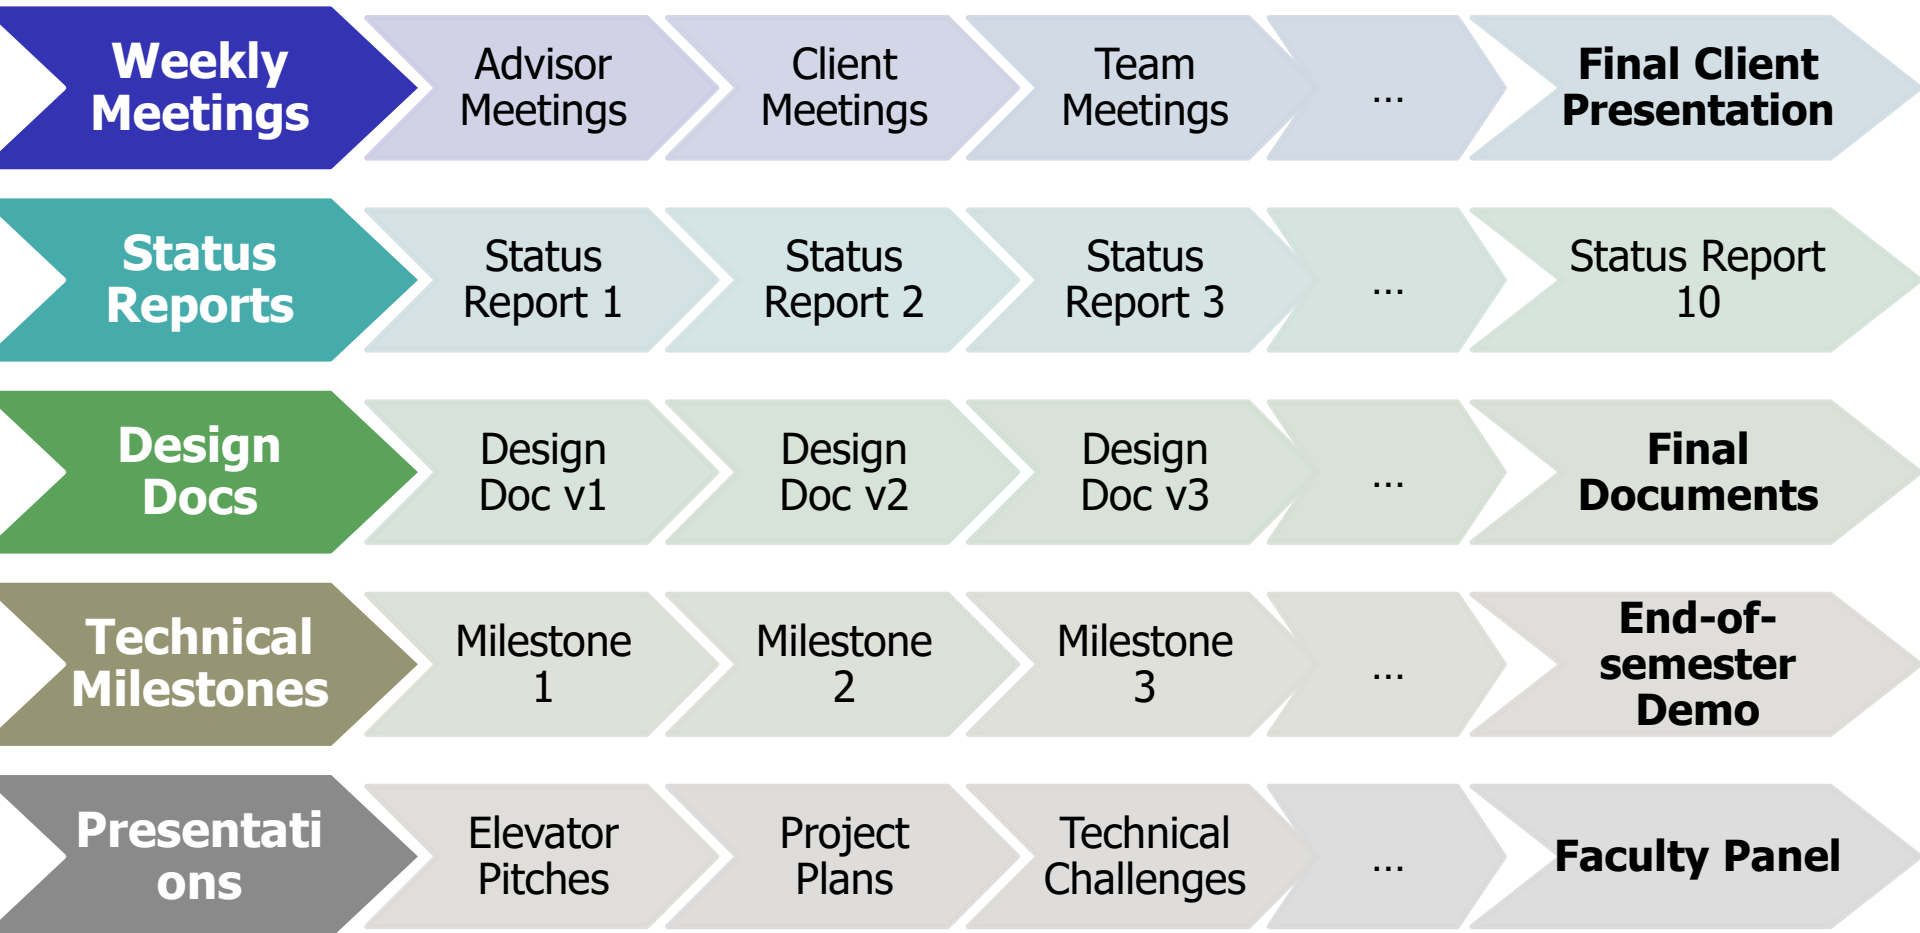 Weekly
Meetings
Advisor
Meetings
Client
Meetings
Team
Meetings
...
Final Client
Presentation
Status
Reports
Status
Report 1
Status
Report 2
Status
Report 3
...
Status Report
10
Design
Docs
Design
Doc v1
Design
Doc v2
Design
Doc v3
...
Final
Documents
Technical
Milestones
Milestone
1
Milestone
2
Milestone
3
...
End-of-
semester
Demo
Presentati
ons
Elevator
Pitches
Project
Plans
Technical
Challenges
...
Faculty Panel